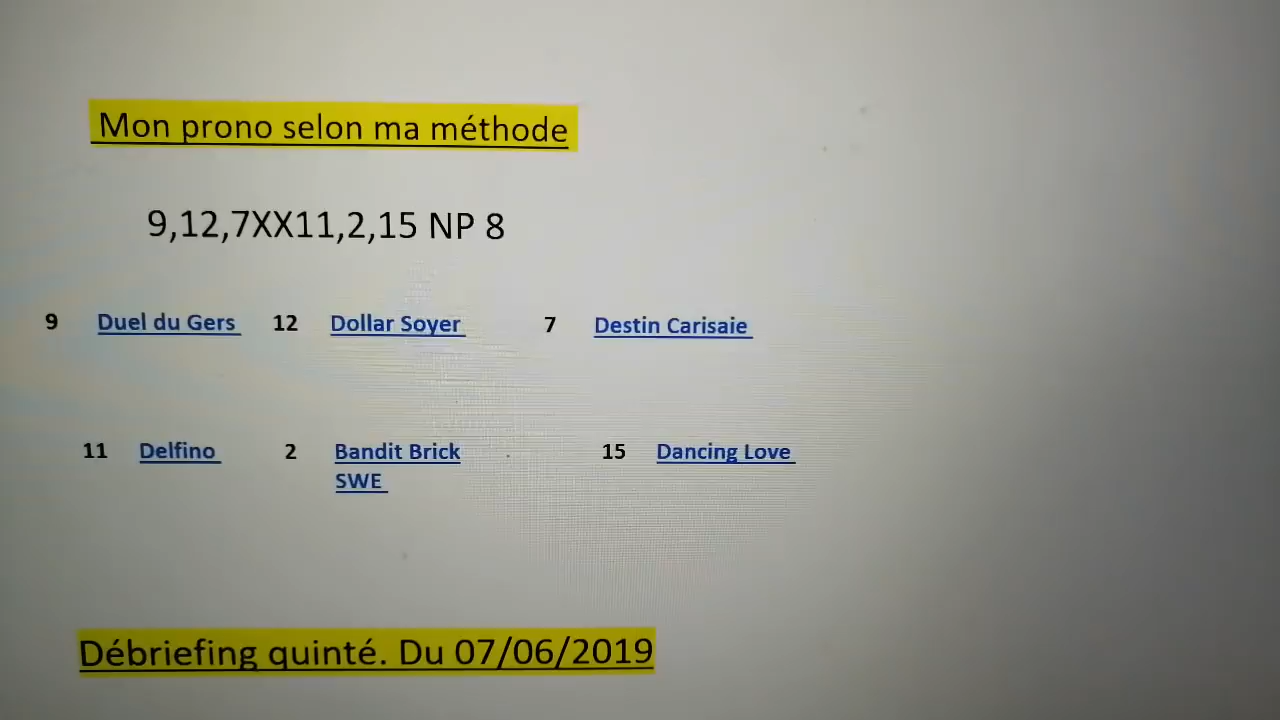 Mon prono selon ma méthode
9,12,7XX11,2,15 NP 8
9 Duel du Gers 12 Dollar Soyer 7 Destin Carisaie
11 Delfino 2 Bandit Brick 15 Dancing Love
SWE
Débriefing quinté. Du 07/06/2019